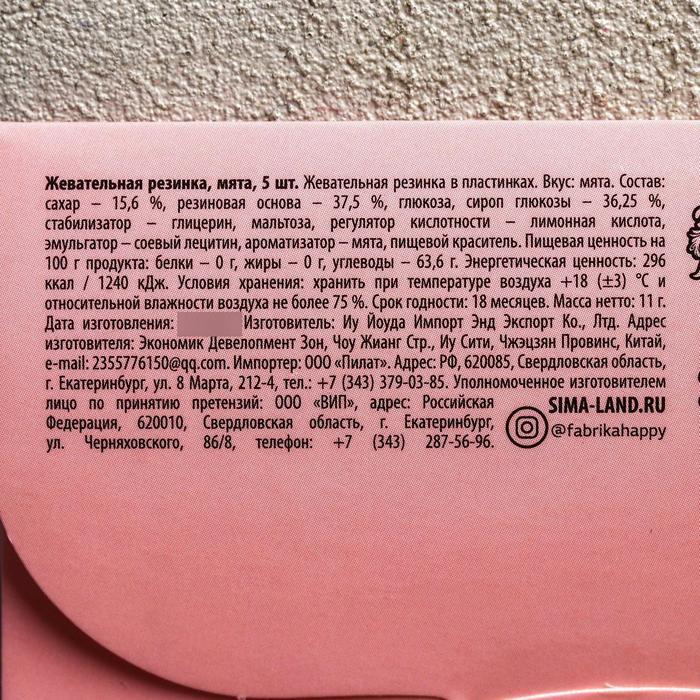 Жевательная резинка, мята, 5 шт. Жевательная резинка в пластинках. Вкус: мята. Состав:
сахар – 15,6 %, резиновая основа – 37,5 %, глюкоза, сироп глюкозы – 36,25 %,
стабилизатор – глицерин, мальтоза, регулятор кислотности – лимонная кислота,
эмульгатор – соевый лецитин, ароматизатор – мята, пищевой краситель. Пищевая ценность на
100 г продукта: белки – 0 г, жиры – 0 г, углеводы – 63,6 г. Энергетическая ценность: 296
ккал / 1240 кДж. Условия хранения: хранить при температуре воздуха +18 (±3) °С и
относительной влажности воздуха не более 75 %. Срок годности: 18 месяцев. Масса нетто: 11 г.
Дата изготовления: Изготовитель: Иу Йоуда Импорт Энд Экспорт Ко., Лтд. Адрес
изготовителя: Экономик Девелопмент Зон, Чоу Жианг Стр., Иу Сити, Чжэцзян Провинс, Китай,
e-mail: 2355776150@qq.com. Импортер: ООО «Пилат». Адрес: РФ, 620085, Свердловская область,
г. Екатеринбург, ул. 8 Марта, 212-4, тел.: +7 (343) 379-03-85. Уполномоченное изготовителем
лицо по принятию претензий: ООО «ВИП», адрес: Российская
Федерация, 620010, Свердловская область, г. Екатеринбург,
ул. Черняховского, 86/8, телефон: +7 (343) 287-56-96.
SIMA-LAND.RU
@fabrikahappy